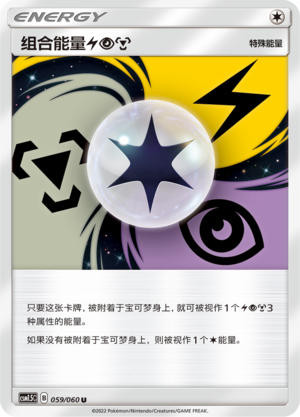 ENERGY
组合能量
特殊能量
只要这张卡牌,被附着于宝可梦身上,就可被视作1个3
种属性的能量。
如果没有被附着于宝可梦身上,则被视作1个能量。
CSM1.5C B 059/060 U
©2022 Pokémon/Nintendo/Creatures/GAME FREAK.